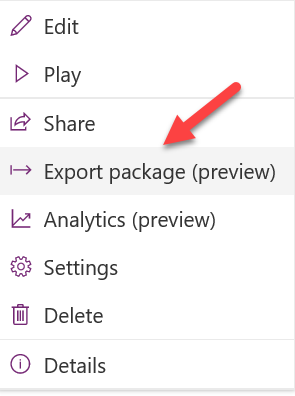 Edit
Play
Share
Export package (preview)
Analytics (preview)
Settings
Delete
Details